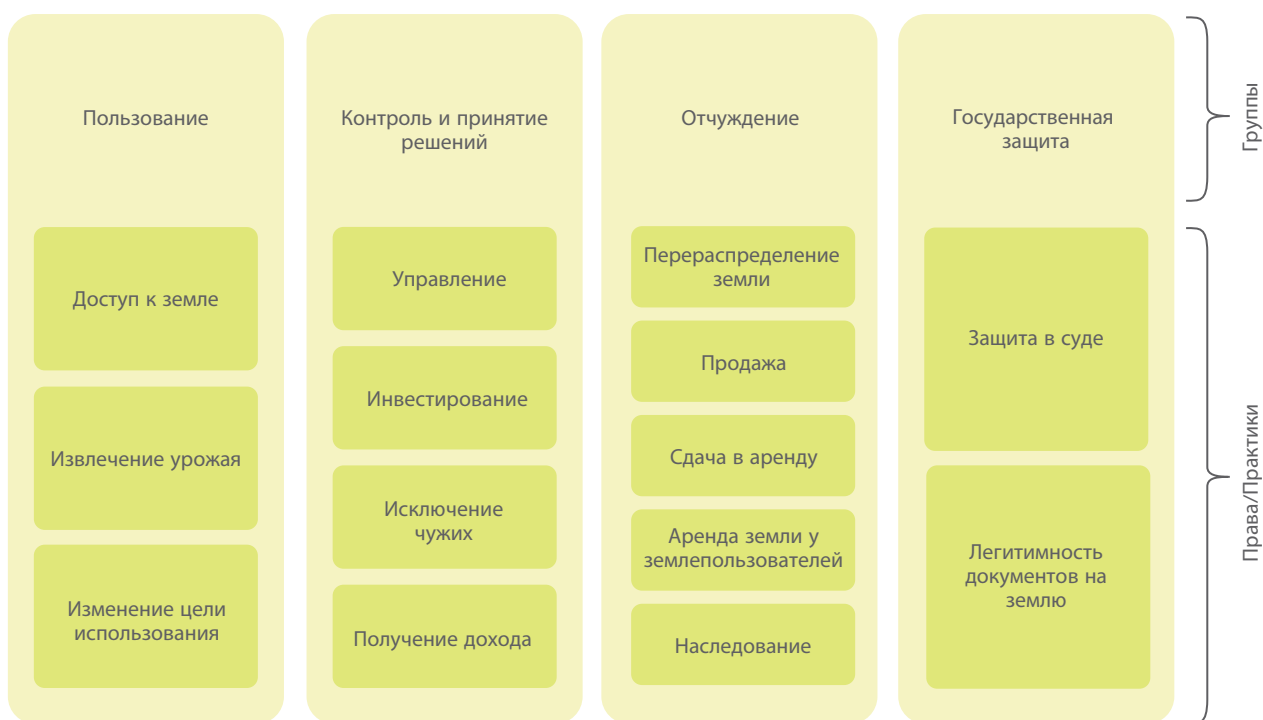 Пользование
Контроль и принятие
решений
Отчуждение
Государственная
защита
Группы
Доступ к земле
Извлечение урожая
Изменение цели
использования
Управление
Инвестирование
Исключение
чужих
Получение дохода
Перераспределение
земли
Продажа
Сдача в аренду
Аренда земли у
землепользователей
Наследование
Защита в суде
Легитимность
документов на
землю
Права/Практики